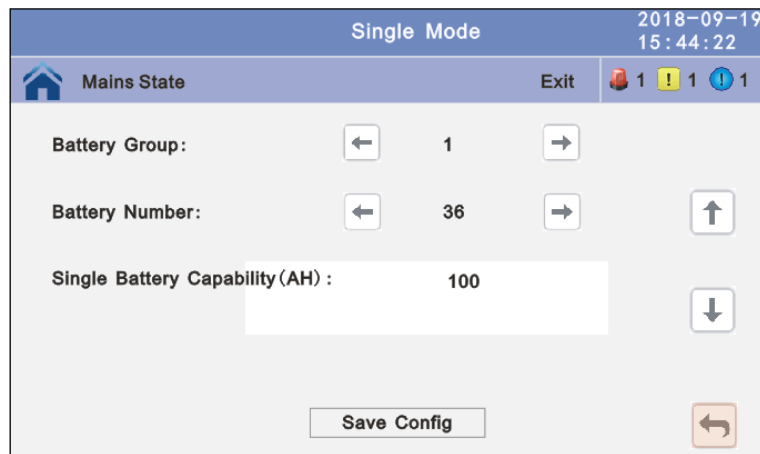 Single Mode
2018-09-19
15:44:22
Mains State Exit 1 ! 1 ! 1
Battery Group: 1
Battery Number: 36
Single Battery Capability(AH): 100
Save Config